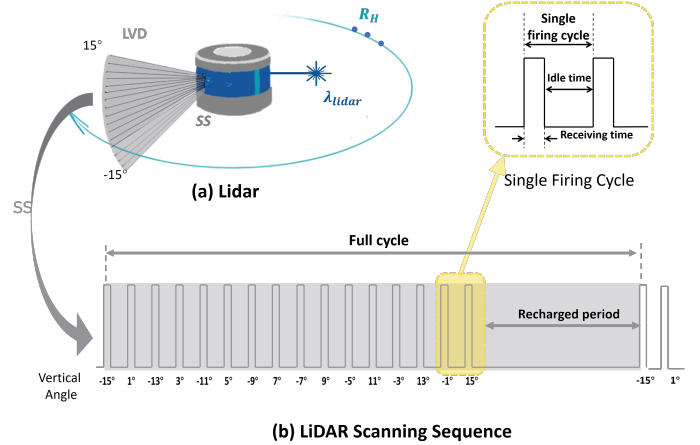 LVD
15°
-15°
SS
R_H
λ_lidar
(a) Lidar
Single
firing cycle
Idle time
Receiving time
Single Firing Cycle
SS
Full cycle
Recharged period
Vertical
Angle
-15° 1° -13° 3° -11° 5° -9° 7° -7° 9° -5° 11° -3° 13° -1° 15° -15° 1°
(b) LiDAR Scanning Sequence